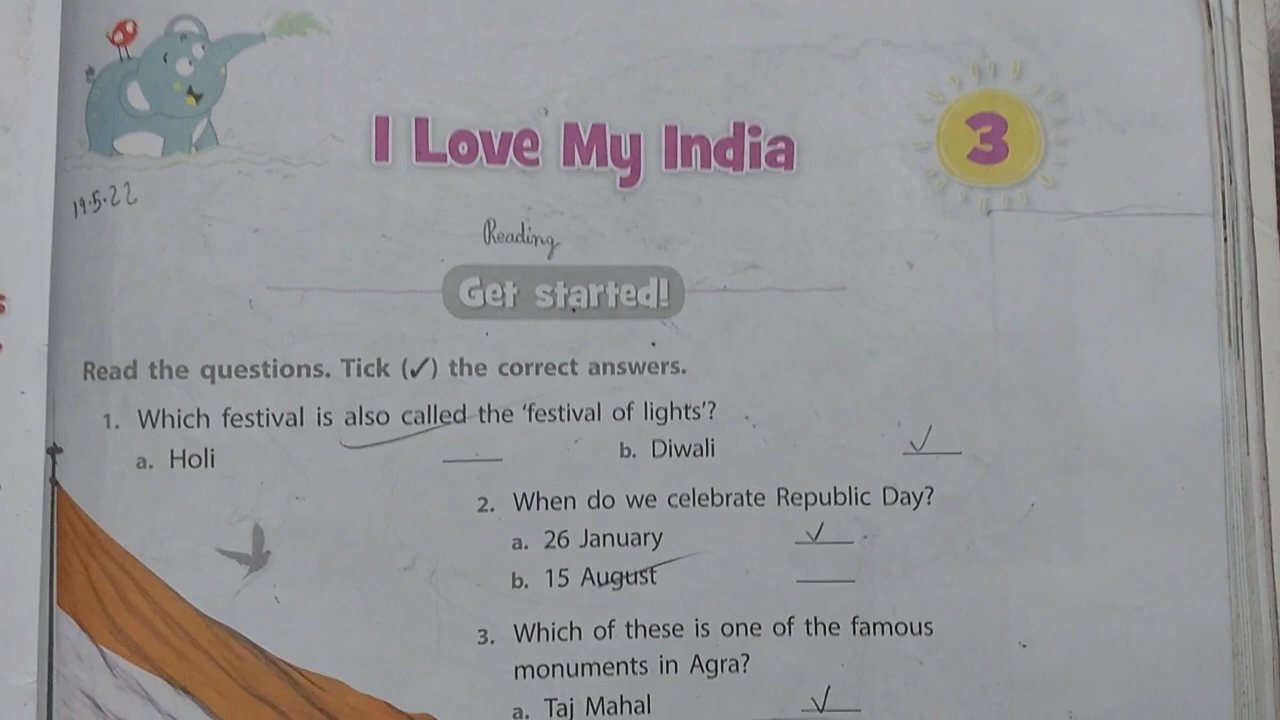 I Love My India
3
19.5.22
Reading
Get started!
Read the questions. Tick (✓) the correct answers.
1. Which festival is also called the ‘festival of lights’?
a. Holi ____ b. Diwali ✓
2. When do we celebrate Republic Day?
a. 26 January ✓
b. 15 August ____
3. Which of these is one of the famous
monuments in Agra?
a. Taj Mahal ✓